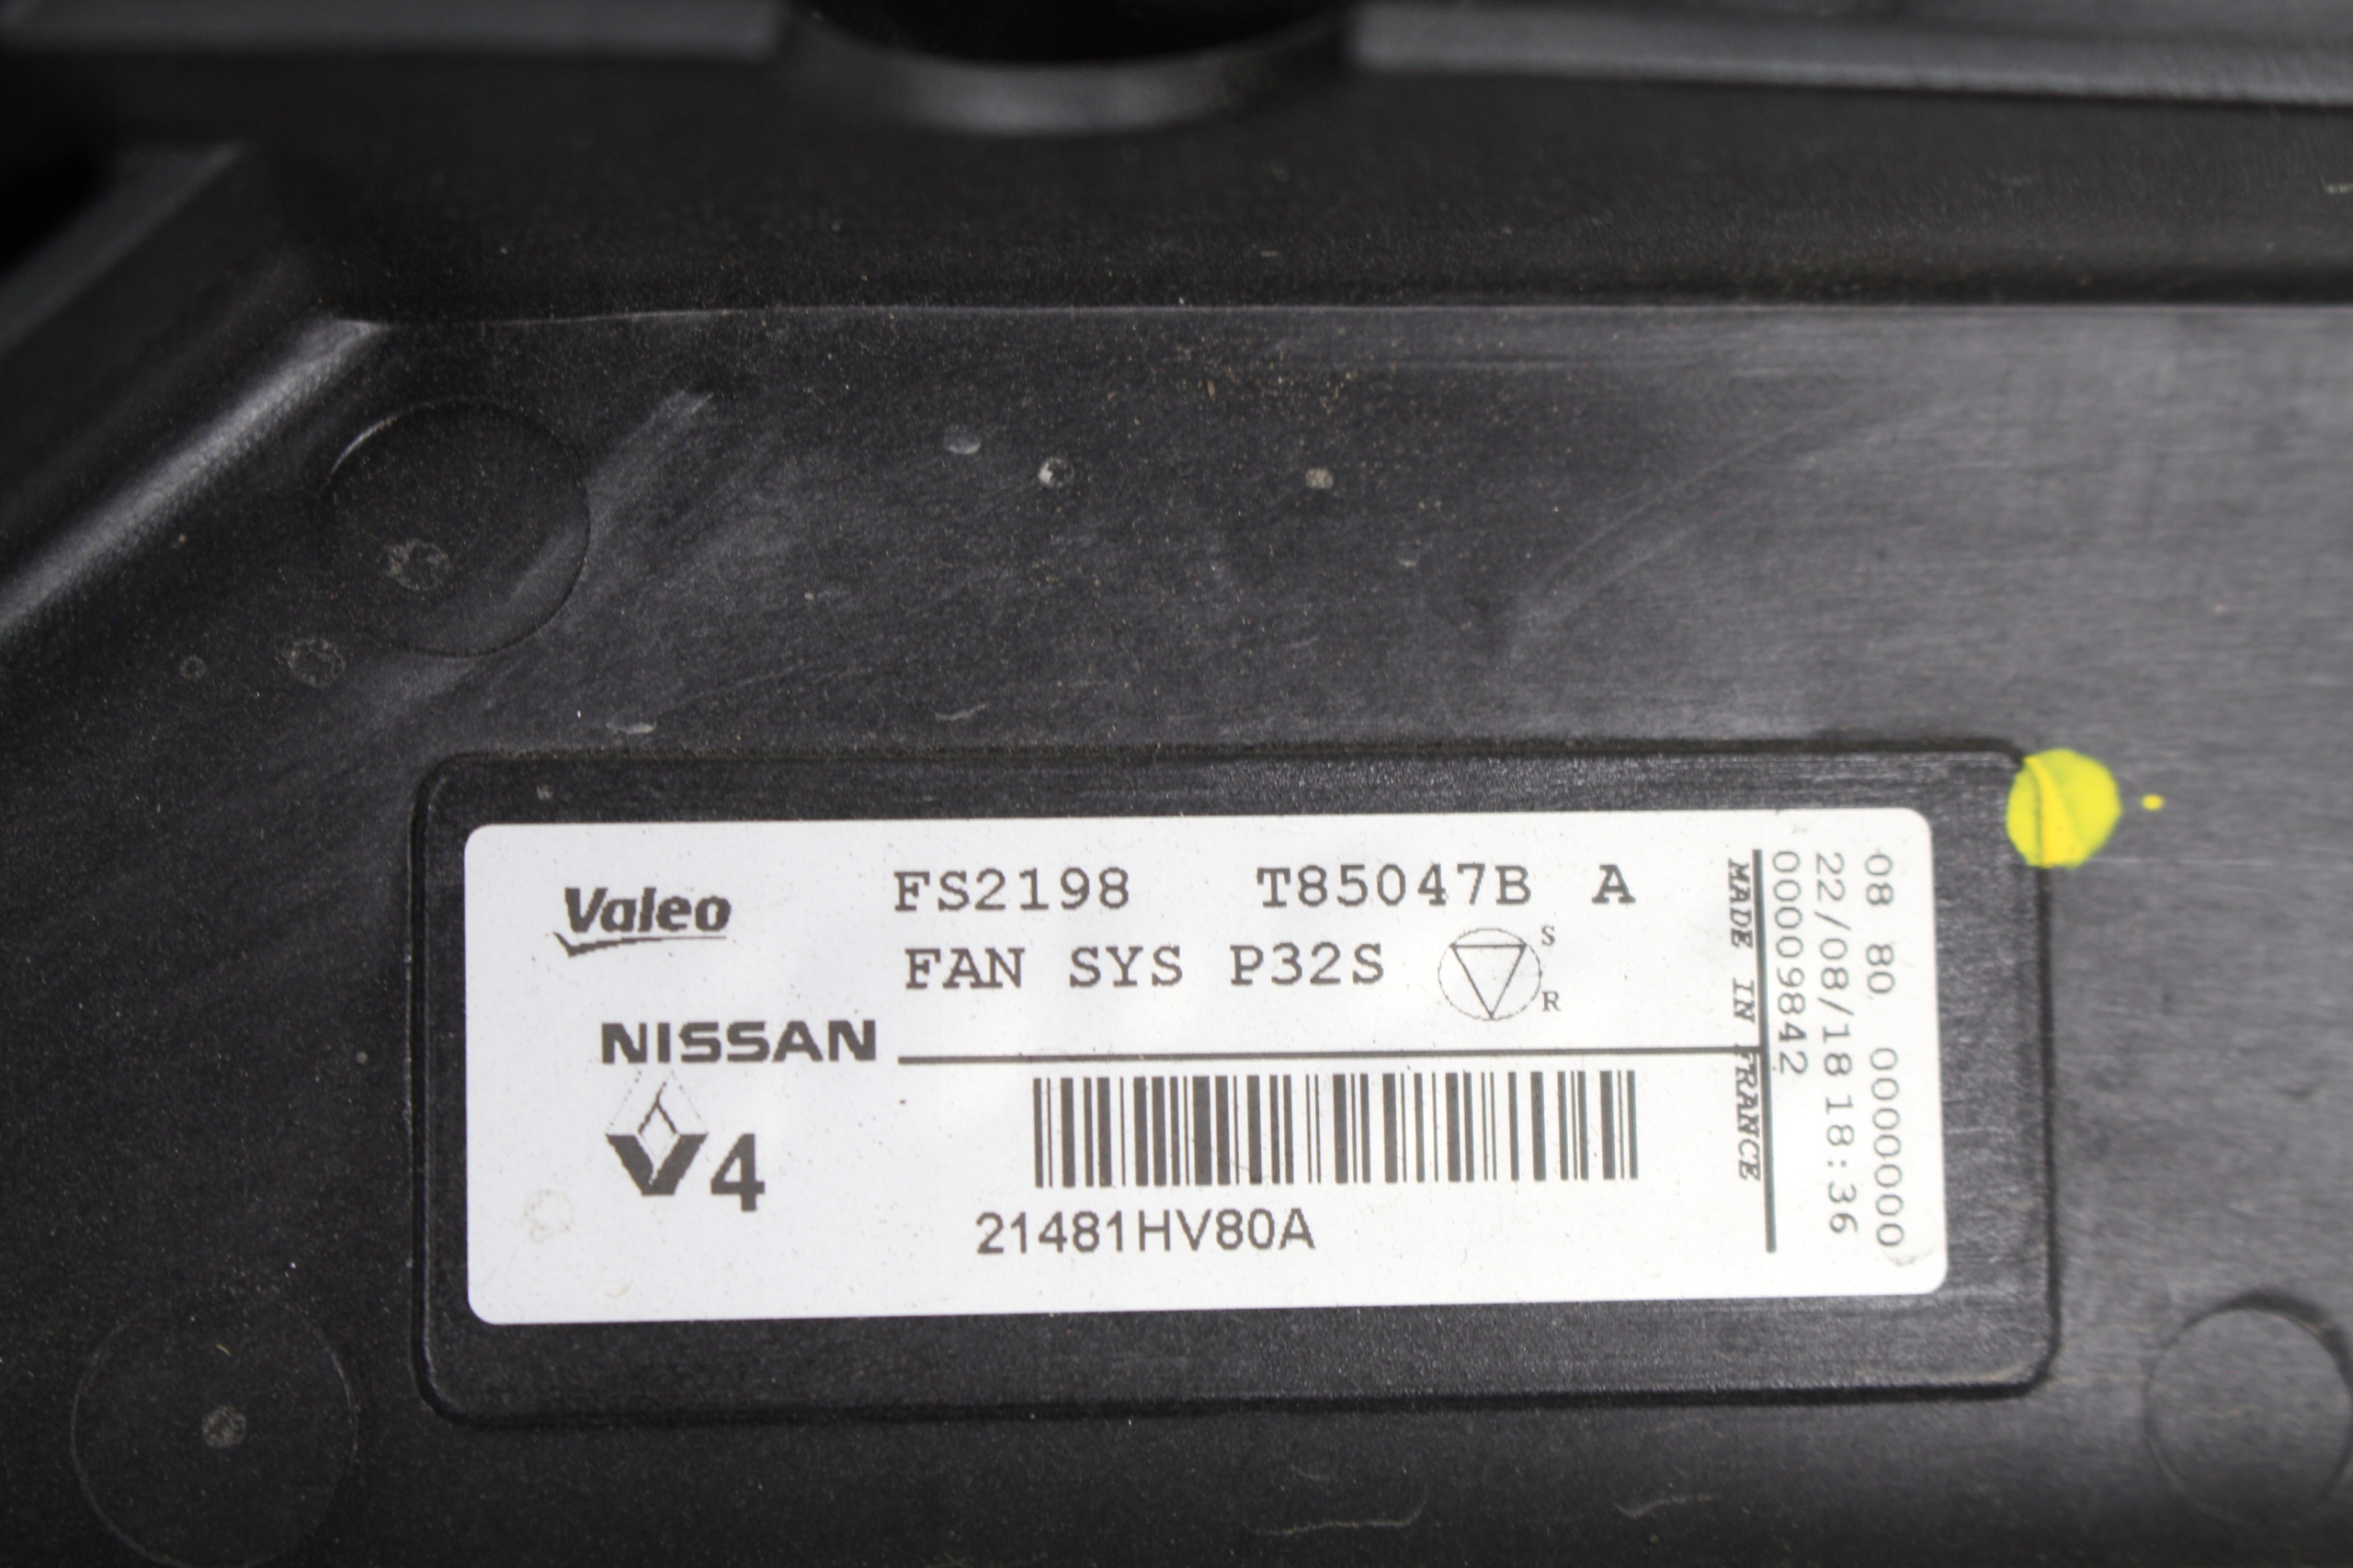 Valeo
FS2198 T85047B A
FAN SYS P32S
S
R
NISSAN
4
21481HV80A
MADE IN FRANCE
08 80 0000000
22/08/18 18:36
00009842